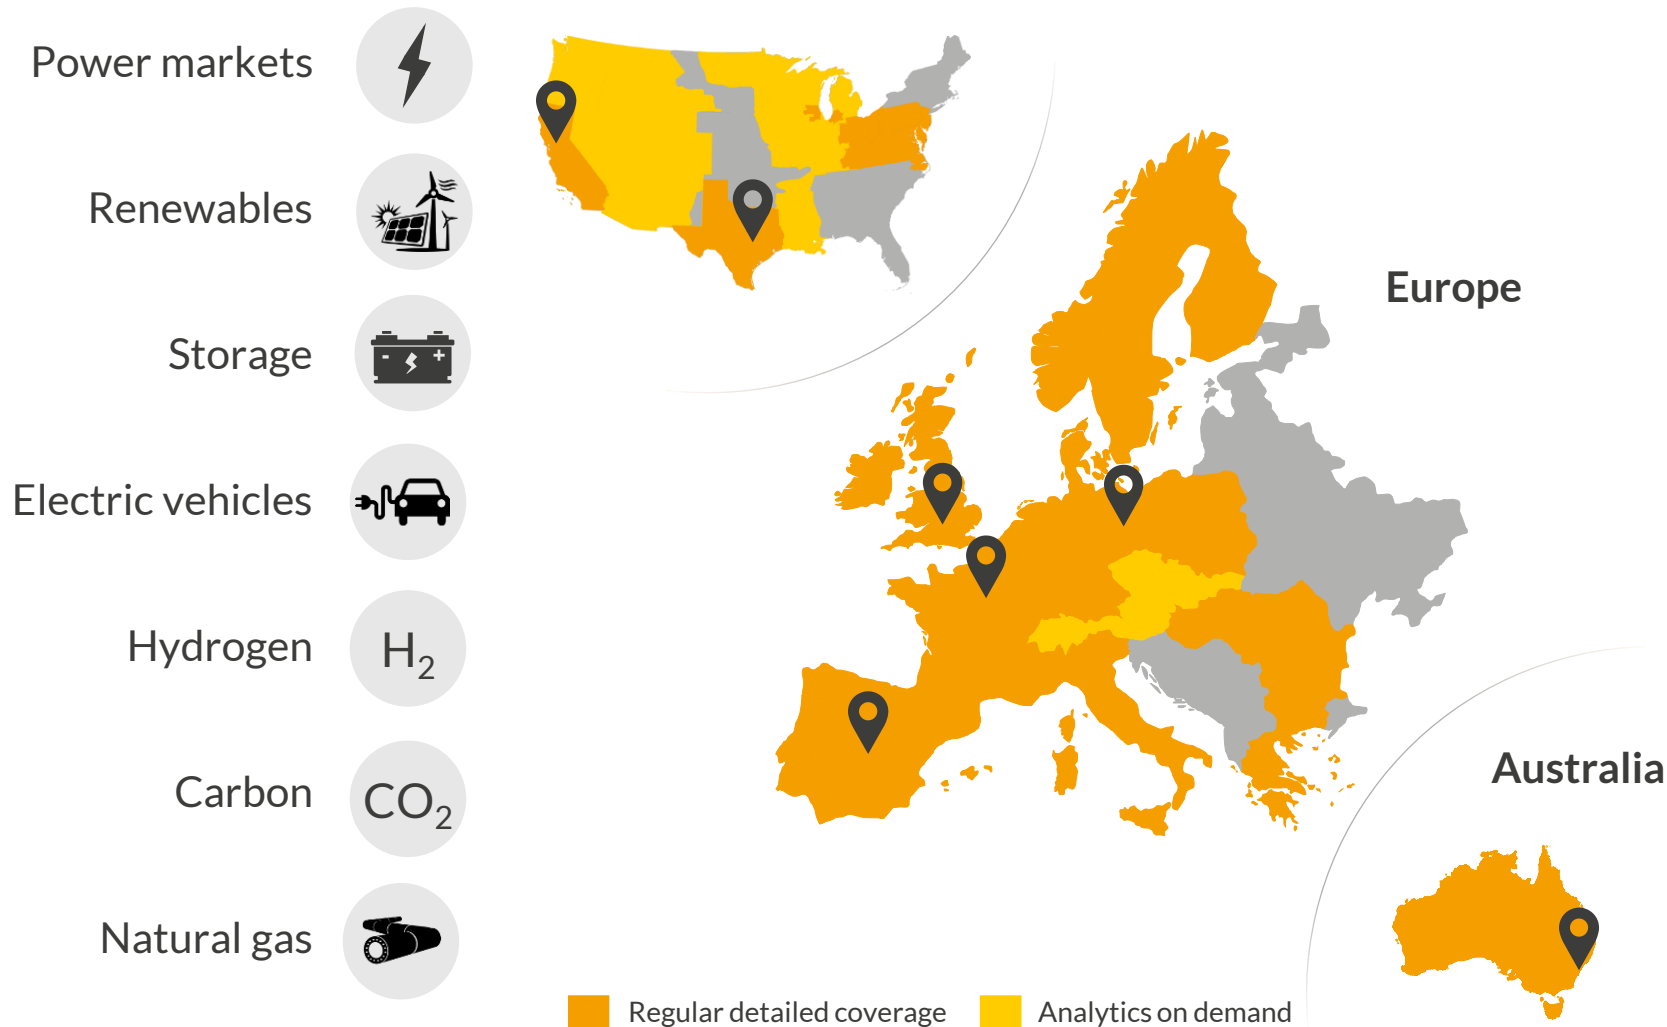 Power markets
Renewables
Storage
Electric vehicles
Hydrogen
H₂
Carbon
CO₂
Natural gas
Europe
Australia
Regular detailed coverage
Analytics on demand